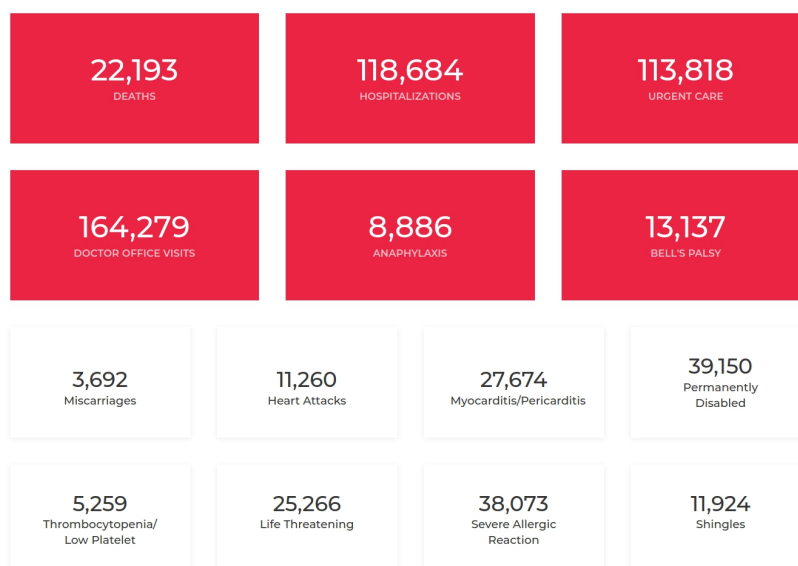 22,193
DEATHS
118,684
HOSPITALIZATIONS
113,818
URGENT CARE
164,279
DOCTOR OFFICE VISITS
8,886
ANAPHYLAXIS
13,137
BELL'S PALSY
3,692
Miscarriages
11,260
Heart Attacks
27,674
Myocarditis/Pericarditis
39,150
Permanently
Disabled
5,259
Thrombocytopenia/
Low Platelet
25,266
Life Threatening
38,073
Severe Allergic
Reaction
11,924
Shingles